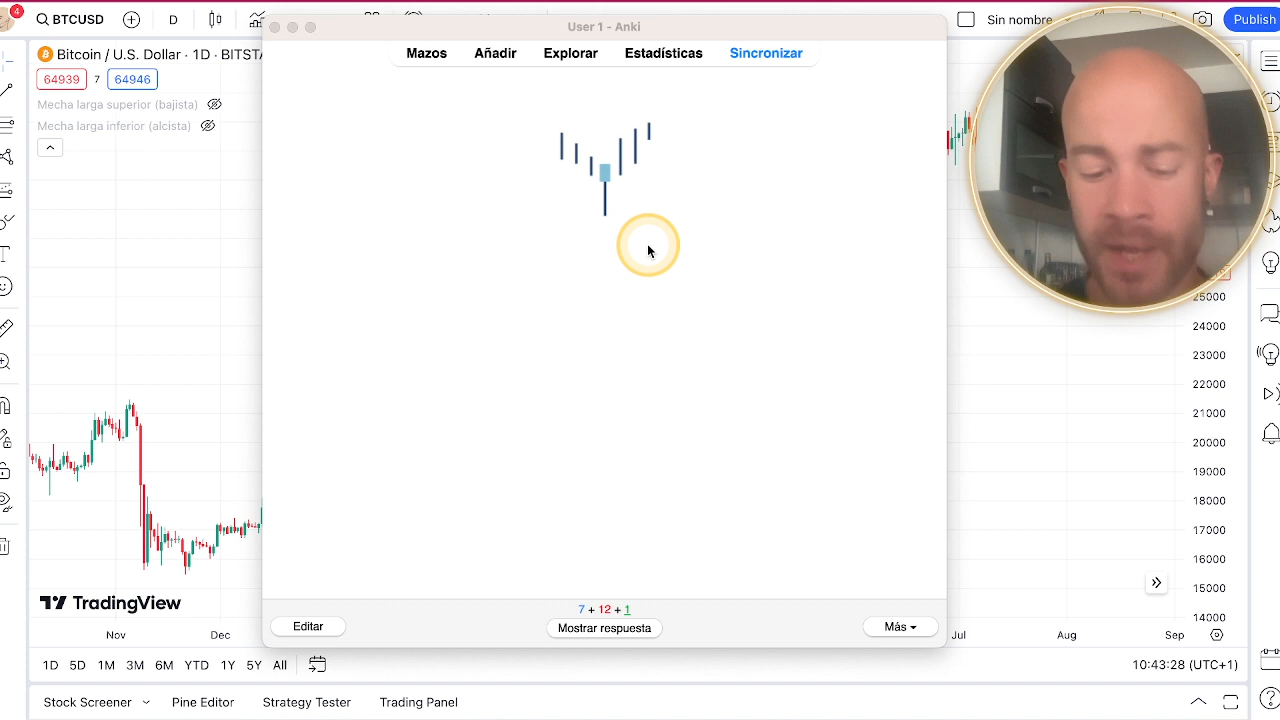 4
BTCUSD
D
User 1 - Anki
Sin nombre
Publish
Bitcoin / U.S. Dollar · 1D · BITSTA
Mazos
Añadir
Explorar
Estadísticas
Sincronizar
64939
7
64946
Mecha larga superior (bajista)
Mecha larga inferior (alcista)
25000
24000
23000
22000
21000
20000
19000
18000
17000
16000
15000
14000
TradingView
7 + 12 + 1
Editar
Mostrar respuesta
Más
Nov
Dec
Jul
Aug
Sep
1D
5D
1M
3M
6M
YTD
1Y
5Y
All
10:43:28 (UTC+1)
Stock Screener
Pine Editor
Strategy Tester
Trading Panel